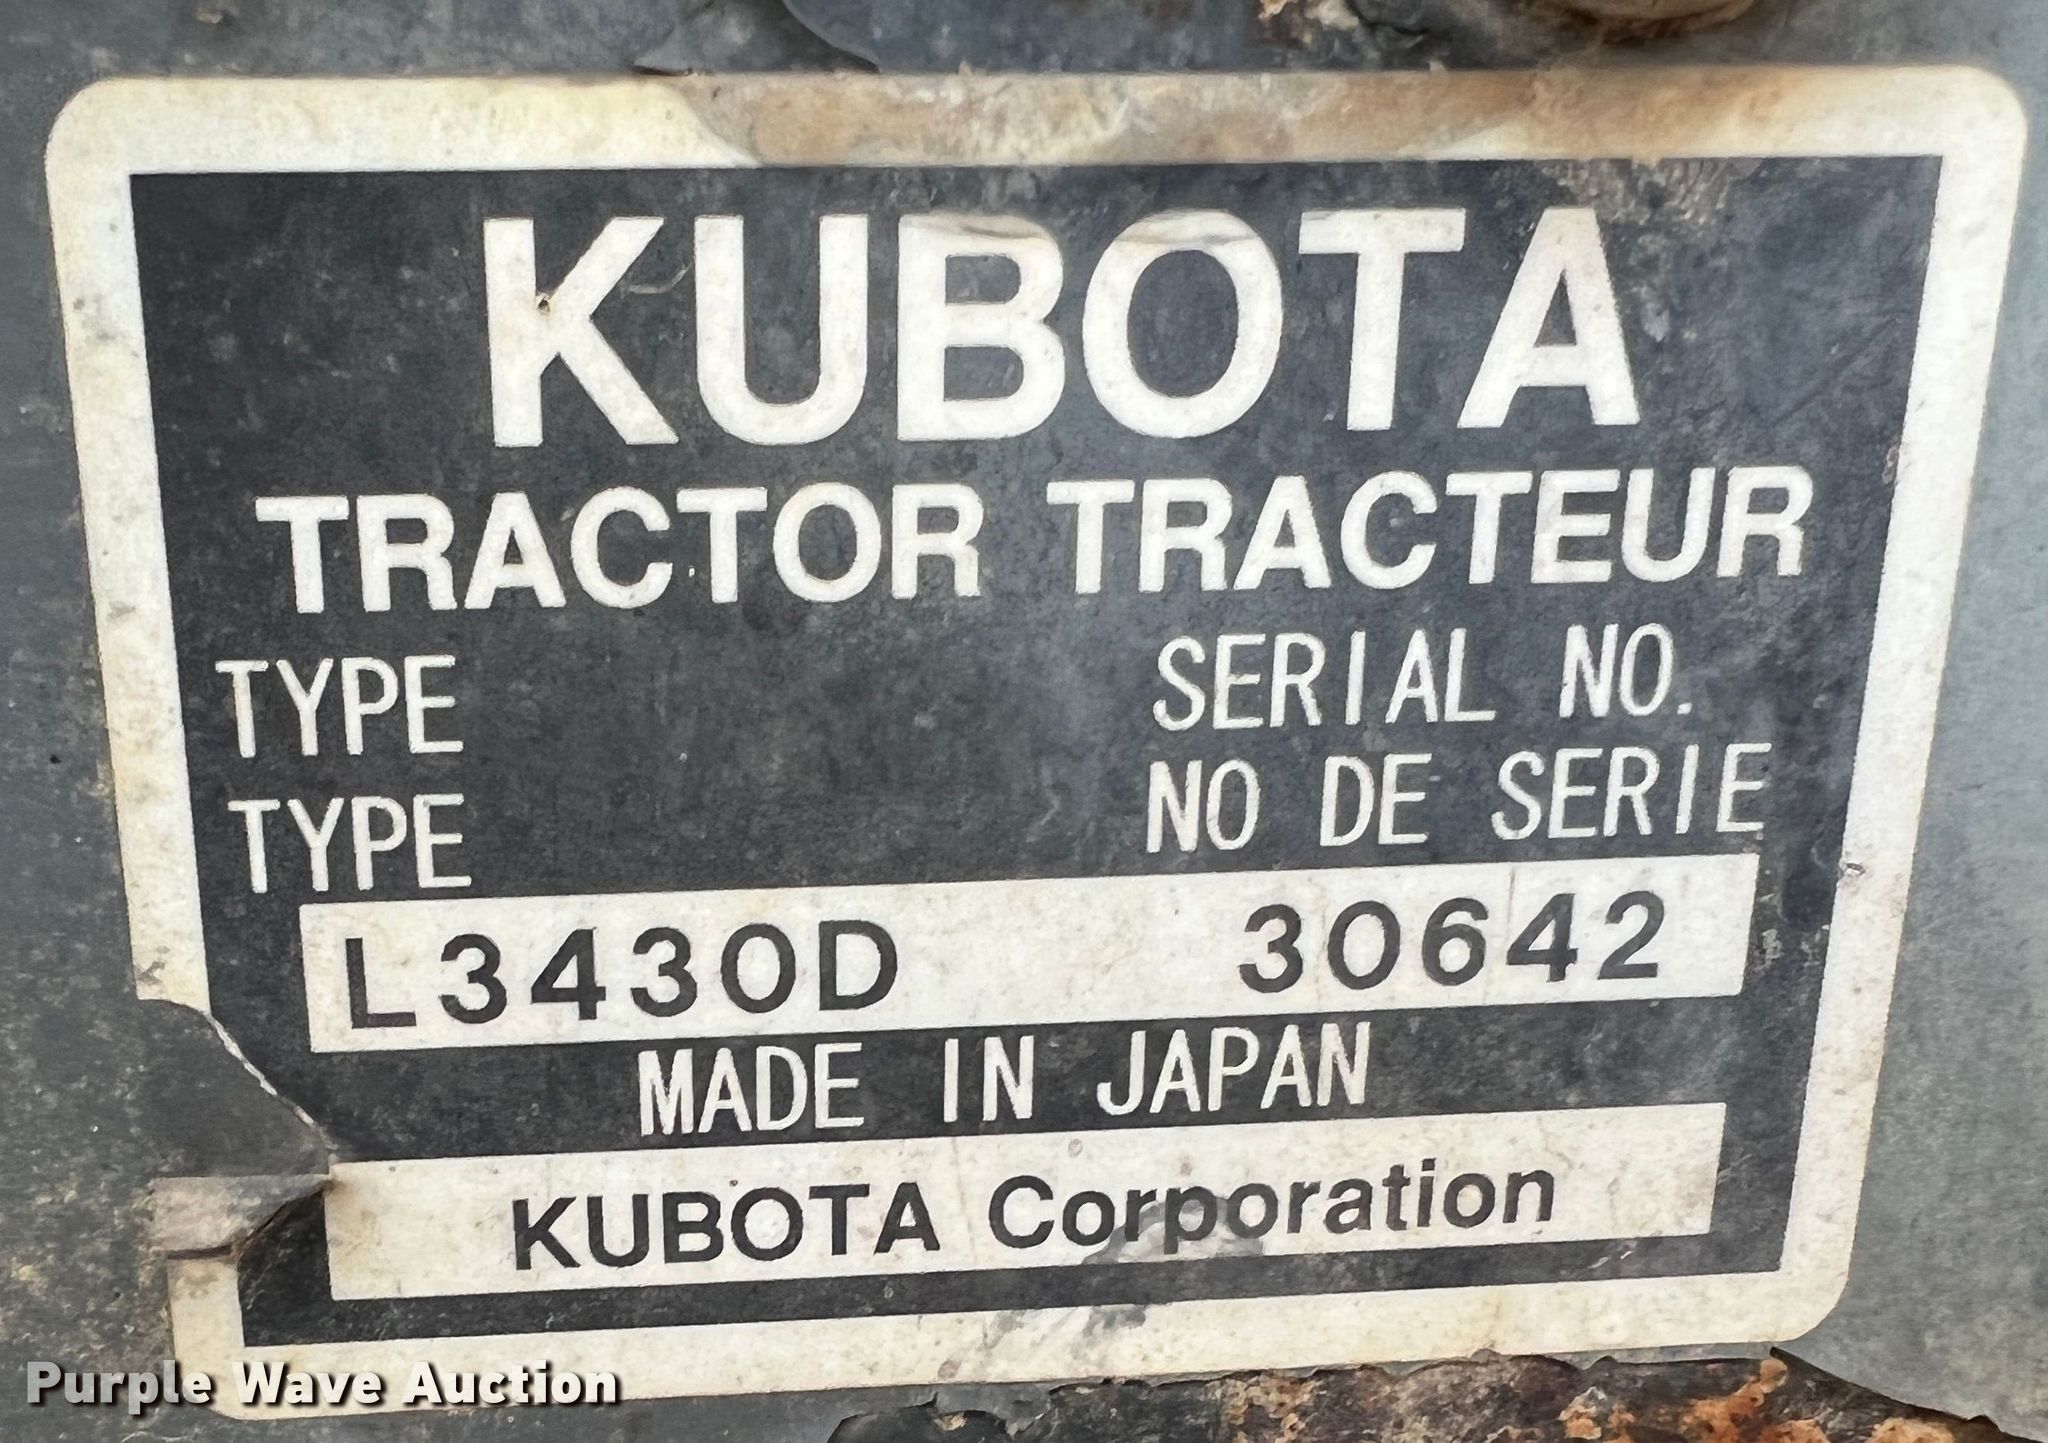 KUBOTA
TRACTOR TRACTEUR
TYPE SERIAL NO.
TYPE NO DE SERIE
L3430D 30642
MADE IN JAPAN
KUBOTA Corporation
Purple Wave Auction